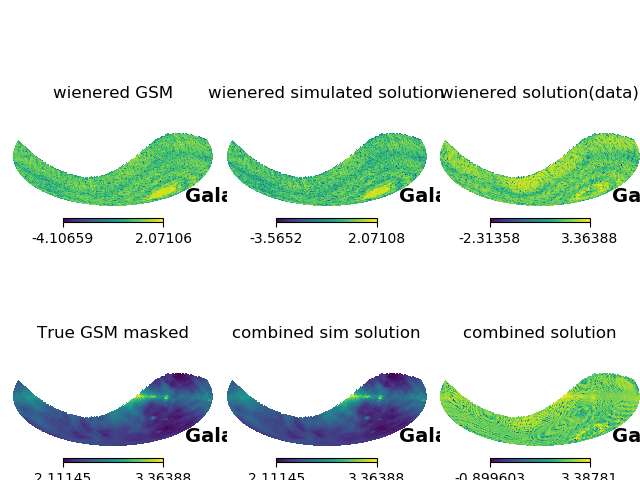 wienered GSM
wienered simulated solution
wienered solution(data)
Gala
Gala
Ga
-4.10659 2.07106
-3.5652 2.07108
-2.31358 3.36388
True GSM masked
combined sim solution
combined solution
Gala
Gala
Ga
2.11145 3.36388
2.11145 3.36388
-0.899603 3.38781